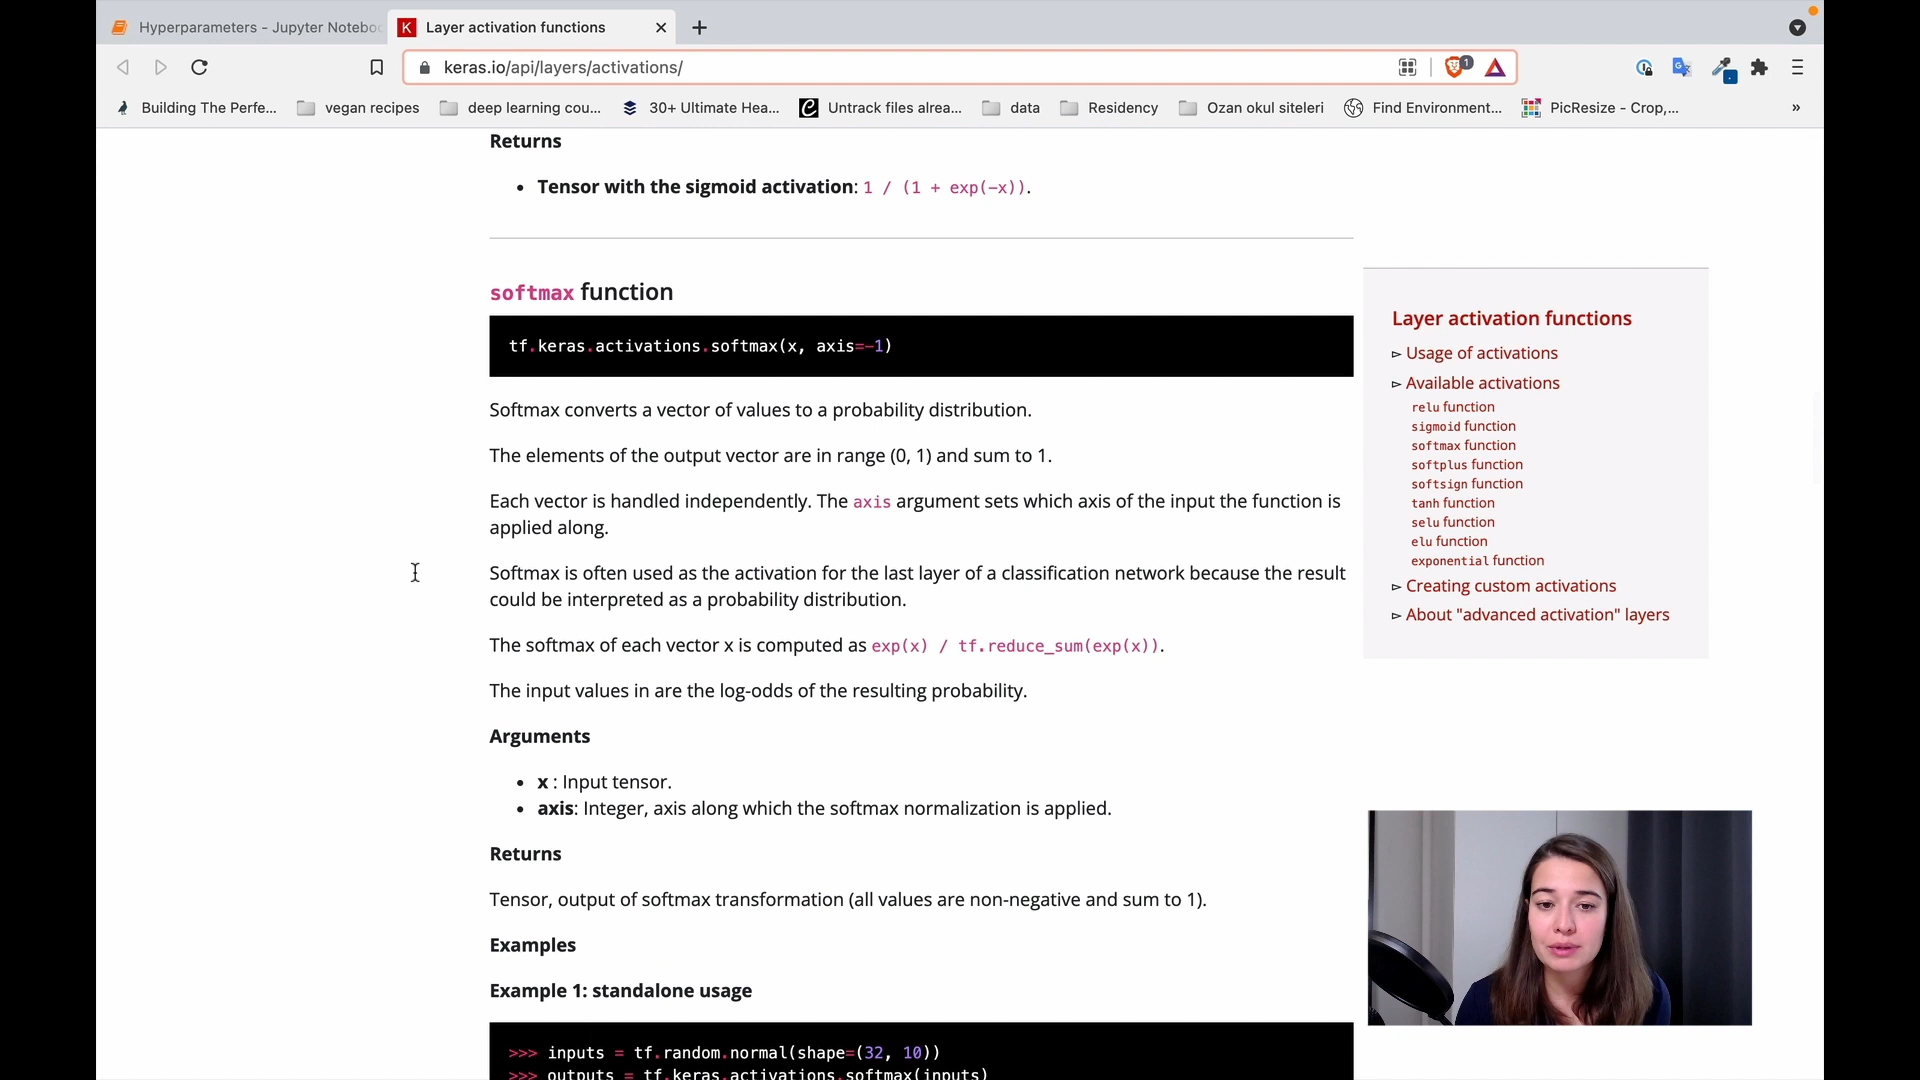 Hyperparameters - Jupyter Notebo
Layer activation functions
keras.io/api/layers/activations/
1
Building The Perfe...
vegan recipes
deep learning cou...
30+ Ultimate Hea...
Untrack files alrea...
data
Residency
Ozan okul siteleri
Find Environment...
PicResize - Crop,...
»
Returns
• Tensor with the sigmoid activation: 1 / (1 + exp(-x)).
softmax function
tf.keras.activations.softmax(x, axis=-1)
Softmax converts a vector of values to a probability distribution.
The elements of the output vector are in range (0, 1) and sum to 1.
Each vector is handled independently. The axis argument sets which axis of the input the function is
applied along.
Softmax is often used as the activation for the last layer of a classification network because the result
could be interpreted as a probability distribution.
The softmax of each vector x is computed as exp(x) / tf.reduce_sum(exp(x)).
The input values in are the log-odds of the resulting probability.
Arguments
• x : Input tensor.
• axis: Integer, axis along which the softmax normalization is applied.
Returns
Tensor, output of softmax transformation (all values are non-negative and sum to 1).
Examples
Example 1: standalone usage
>>> inputs = tf.random.normal(shape=(32, 10))
>>> outputs = tf.keras.activations.softmax(inputs)
Layer activation functions
▻ Usage of activations
▻ Available activations
relu function
sigmoid function
softmax function
softplus function
softsign function
tanh function
selu function
elu function
exponential function
▻ Creating custom activations
▻ About "advanced activation" layers